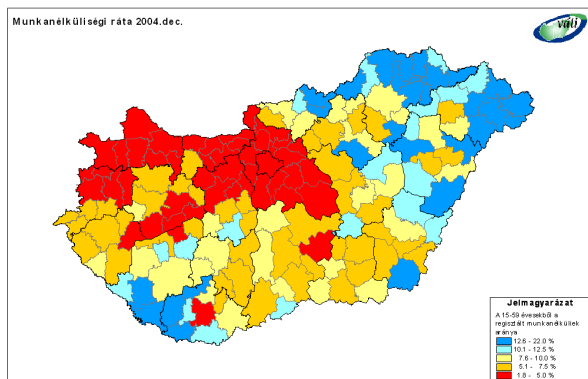 Munkanélküliségi ráta 2004.dec.
váti
Jelmagyarázat
A 15-59 évesekből a
regisztált munkanélküliek
aránya
12.6 - 22.0 %
10.1 - 12.5 %
7.6 - 10.0 %
5.1 - 7.5 %
1.8 - 5.0 %